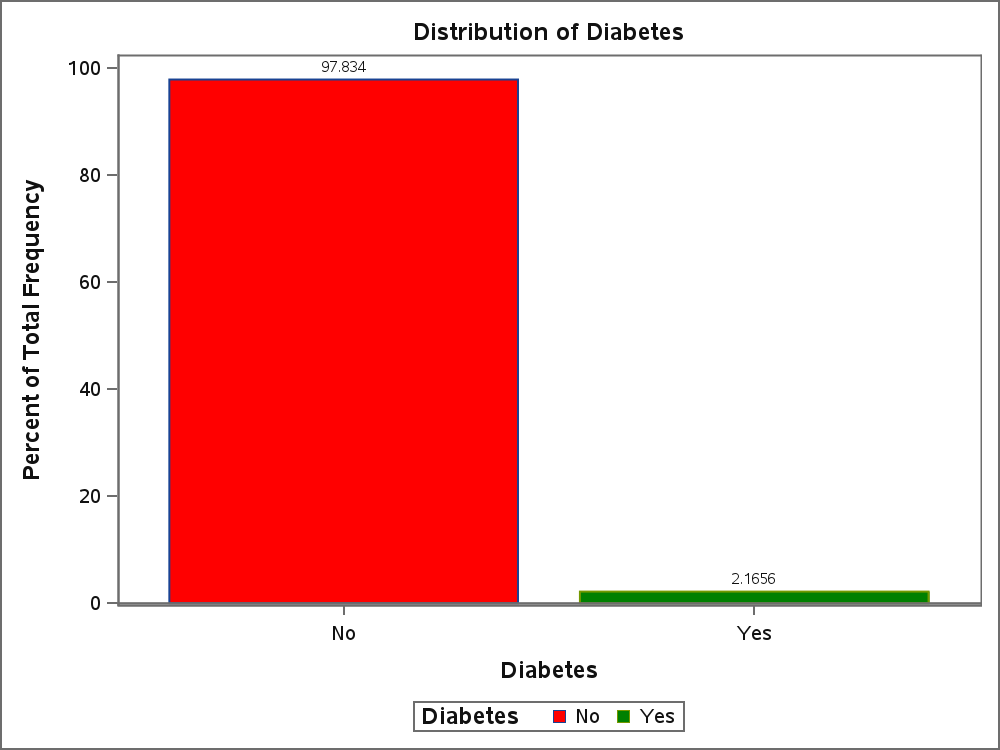 Distribution of Diabetes
Percent of Total Frequency
100
80
60
40
20
0
97.834
2.1656
No
Yes
Diabetes
Diabetes No Yes